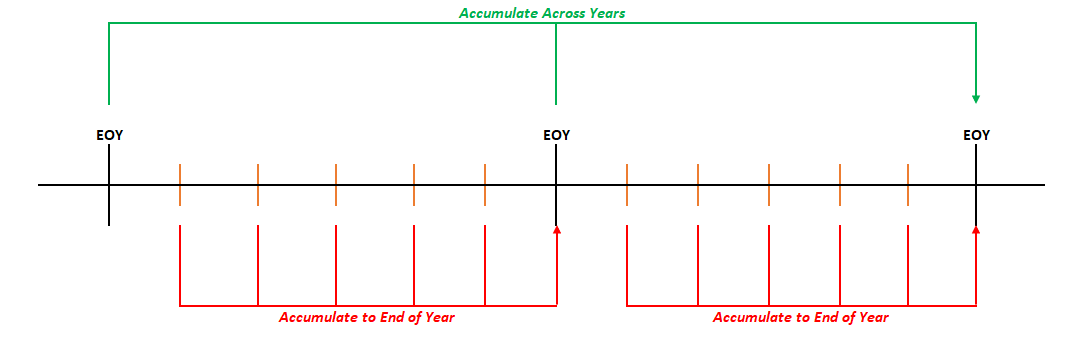 Accumulate Across Years
EOY
EOY
EOY
Accumulate to End of Year
Accumulate to End of Year